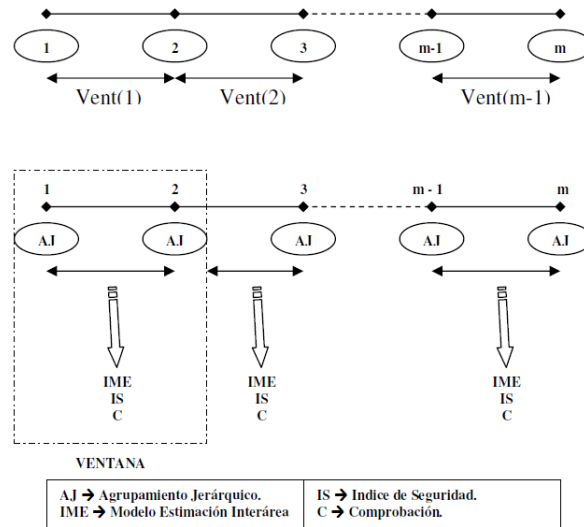 1 2 3 m-1 m
Vent(1) Vent(2) Vent(m-1)
1 2 3 m - 1 m
AJ AJ AJ AJ AJ
IME IME IME
IS IS IS
C C C
VENTANA
AJ → Agrupamiento Jerárquico. IS → Indice de Seguridad.
IME → Modelo Estimación Interárea C → Comprobación.